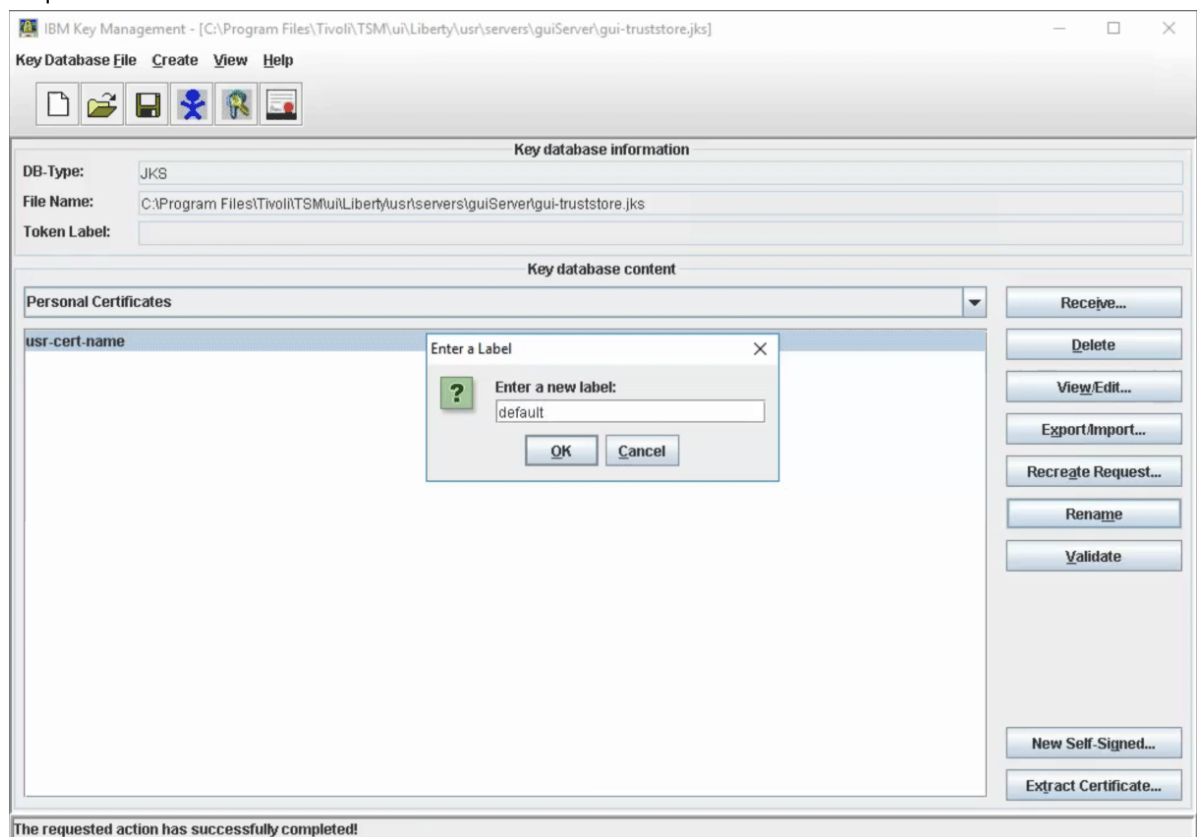 IBM Key Management - [C:\Program Files\Tivoli\TSM\ui\Liberty\usr\servers\guiServer\gui-truststore.jks]
Key Database File Create View Help
Key database information
DB-Type: JKS
File Name: C:\Program Files\Tivoli\TSM\ui\Liberty\usr\servers\guiServer\gui-truststore.jks
Token Label:
Key database content
Personal Certificates
Receive...
usr-cert-name
Delete
View/Edit...
Export/Import...
Recreate Request...
Rename
Validate
New Self-Signed...
Extract Certificate...
Enter a Label
?
Enter a new label:
default
OK Cancel
The requested action has successfully completed!